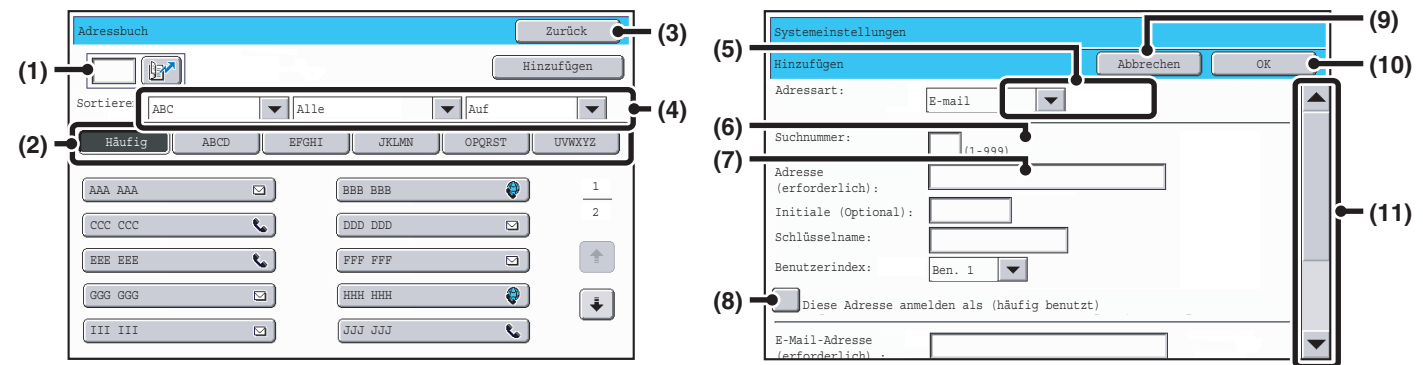 Adressbuch
Zurück
(3)
(1)
Hinzufügen
Sortiere
ABC
Alle
Auf
(4)
(2)
Häufig
ABCD
EFGHI
JKLMN
OPQRST
UVWXYZ
AAA AAA
BBB BBB
1
2
CCC CCC
DDD DDD
EEE EEE
FFF FFF
GGG GGG
HHH HHH
III III
JJJ JJJ
(9)
Systemeinstellungen
(5)
Hinzufügen
Abbrechen
OK
(10)
Adressart:
E-mail
(6)
Suchnummer:
(1-999)
(7)
Adresse
(erforderlich):
Initiale (Optional):
(11)
Schlüsselname:
Benutzerindex:
Ben. 1
(8)
Diese Adresse anmelden als (häufig benutzt)
E-Mail-Adresse
(erforderlich) :